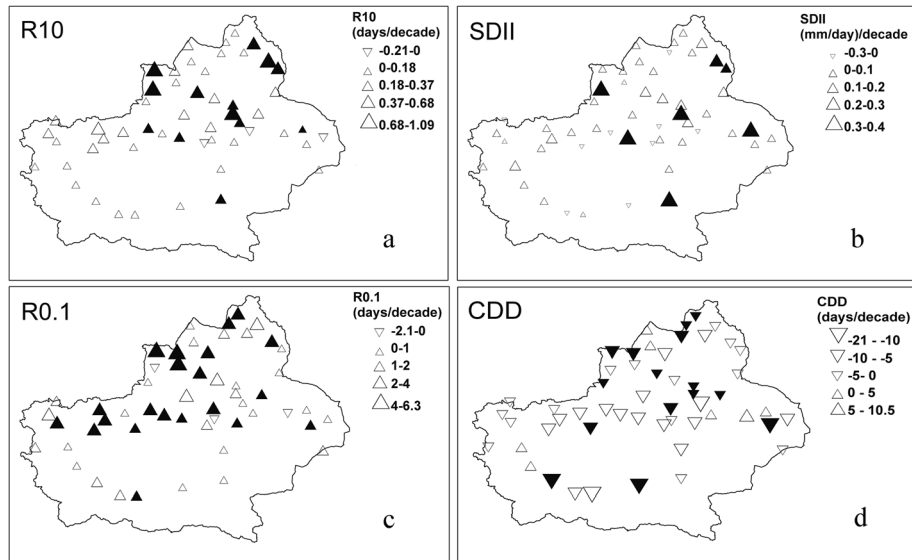 R10
R10
(days/decade)
-0.21-0
0-0.18
0.18-0.37
0.37-0.68
0.68-1.09
a
SDII
SDII
(mm/day)/decade
-0.3-0
0-0.1
0.1-0.2
0.2-0.3
0.3-0.4
b
R0.1
R0.1
(days/decade)
-2.1-0
0-1
1-2
2-4
4-6.3
c
CDD
CDD
(days/decade)
-21 - -10
-10 - -5
-5- 0
0 - 5
5 - 10.5
d